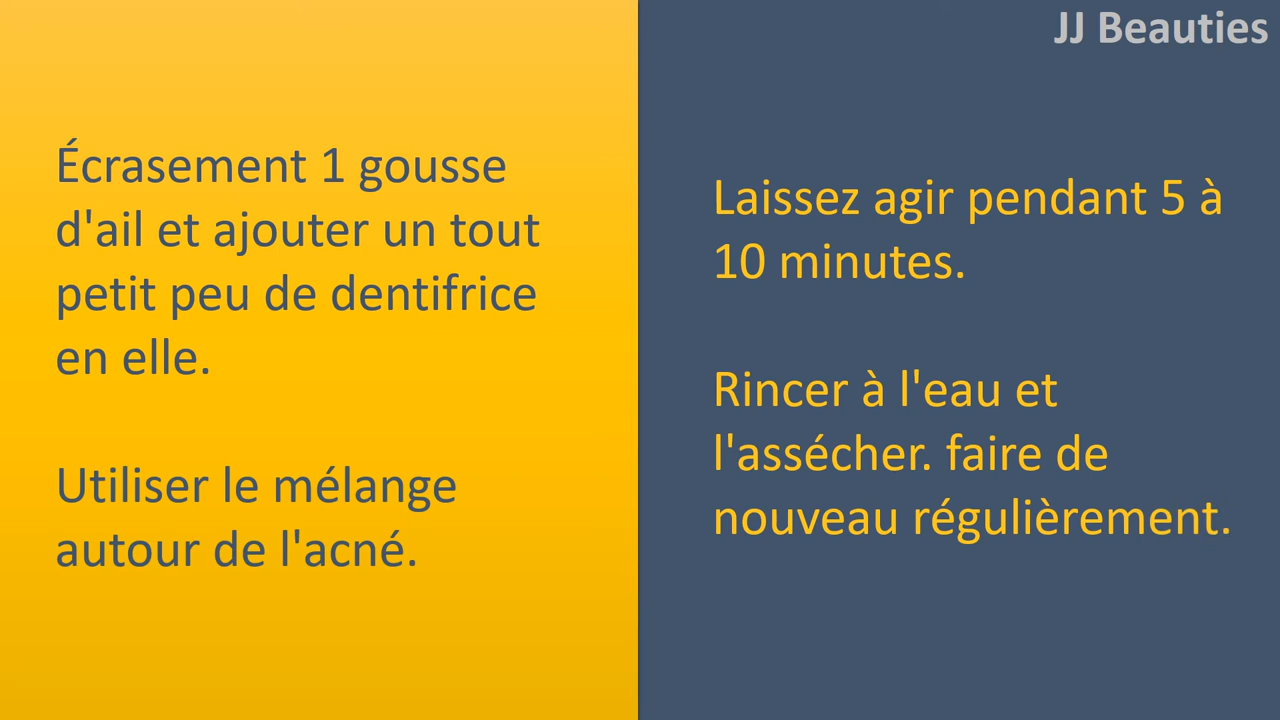 JJ Beauties
Écrasement 1 gousse
d'ail et ajouter un tout
petit peu de dentifrice
en elle.
Utiliser le mélange
autour de l'acné.
Laissez agir pendant 5 à
10 minutes.
Rincer à l'eau et
l'assécher. faire de
nouveau régulièrement.